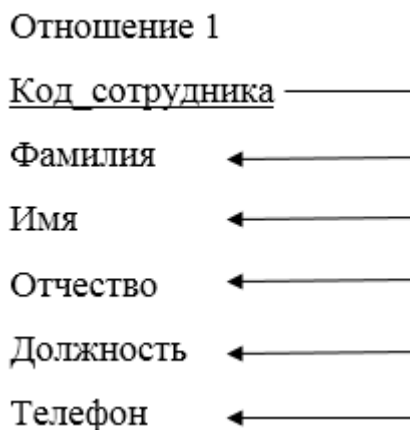 Отношение 1
Код_сотрудника
Фамилия
Имя
Отчество
Должность
Телефон